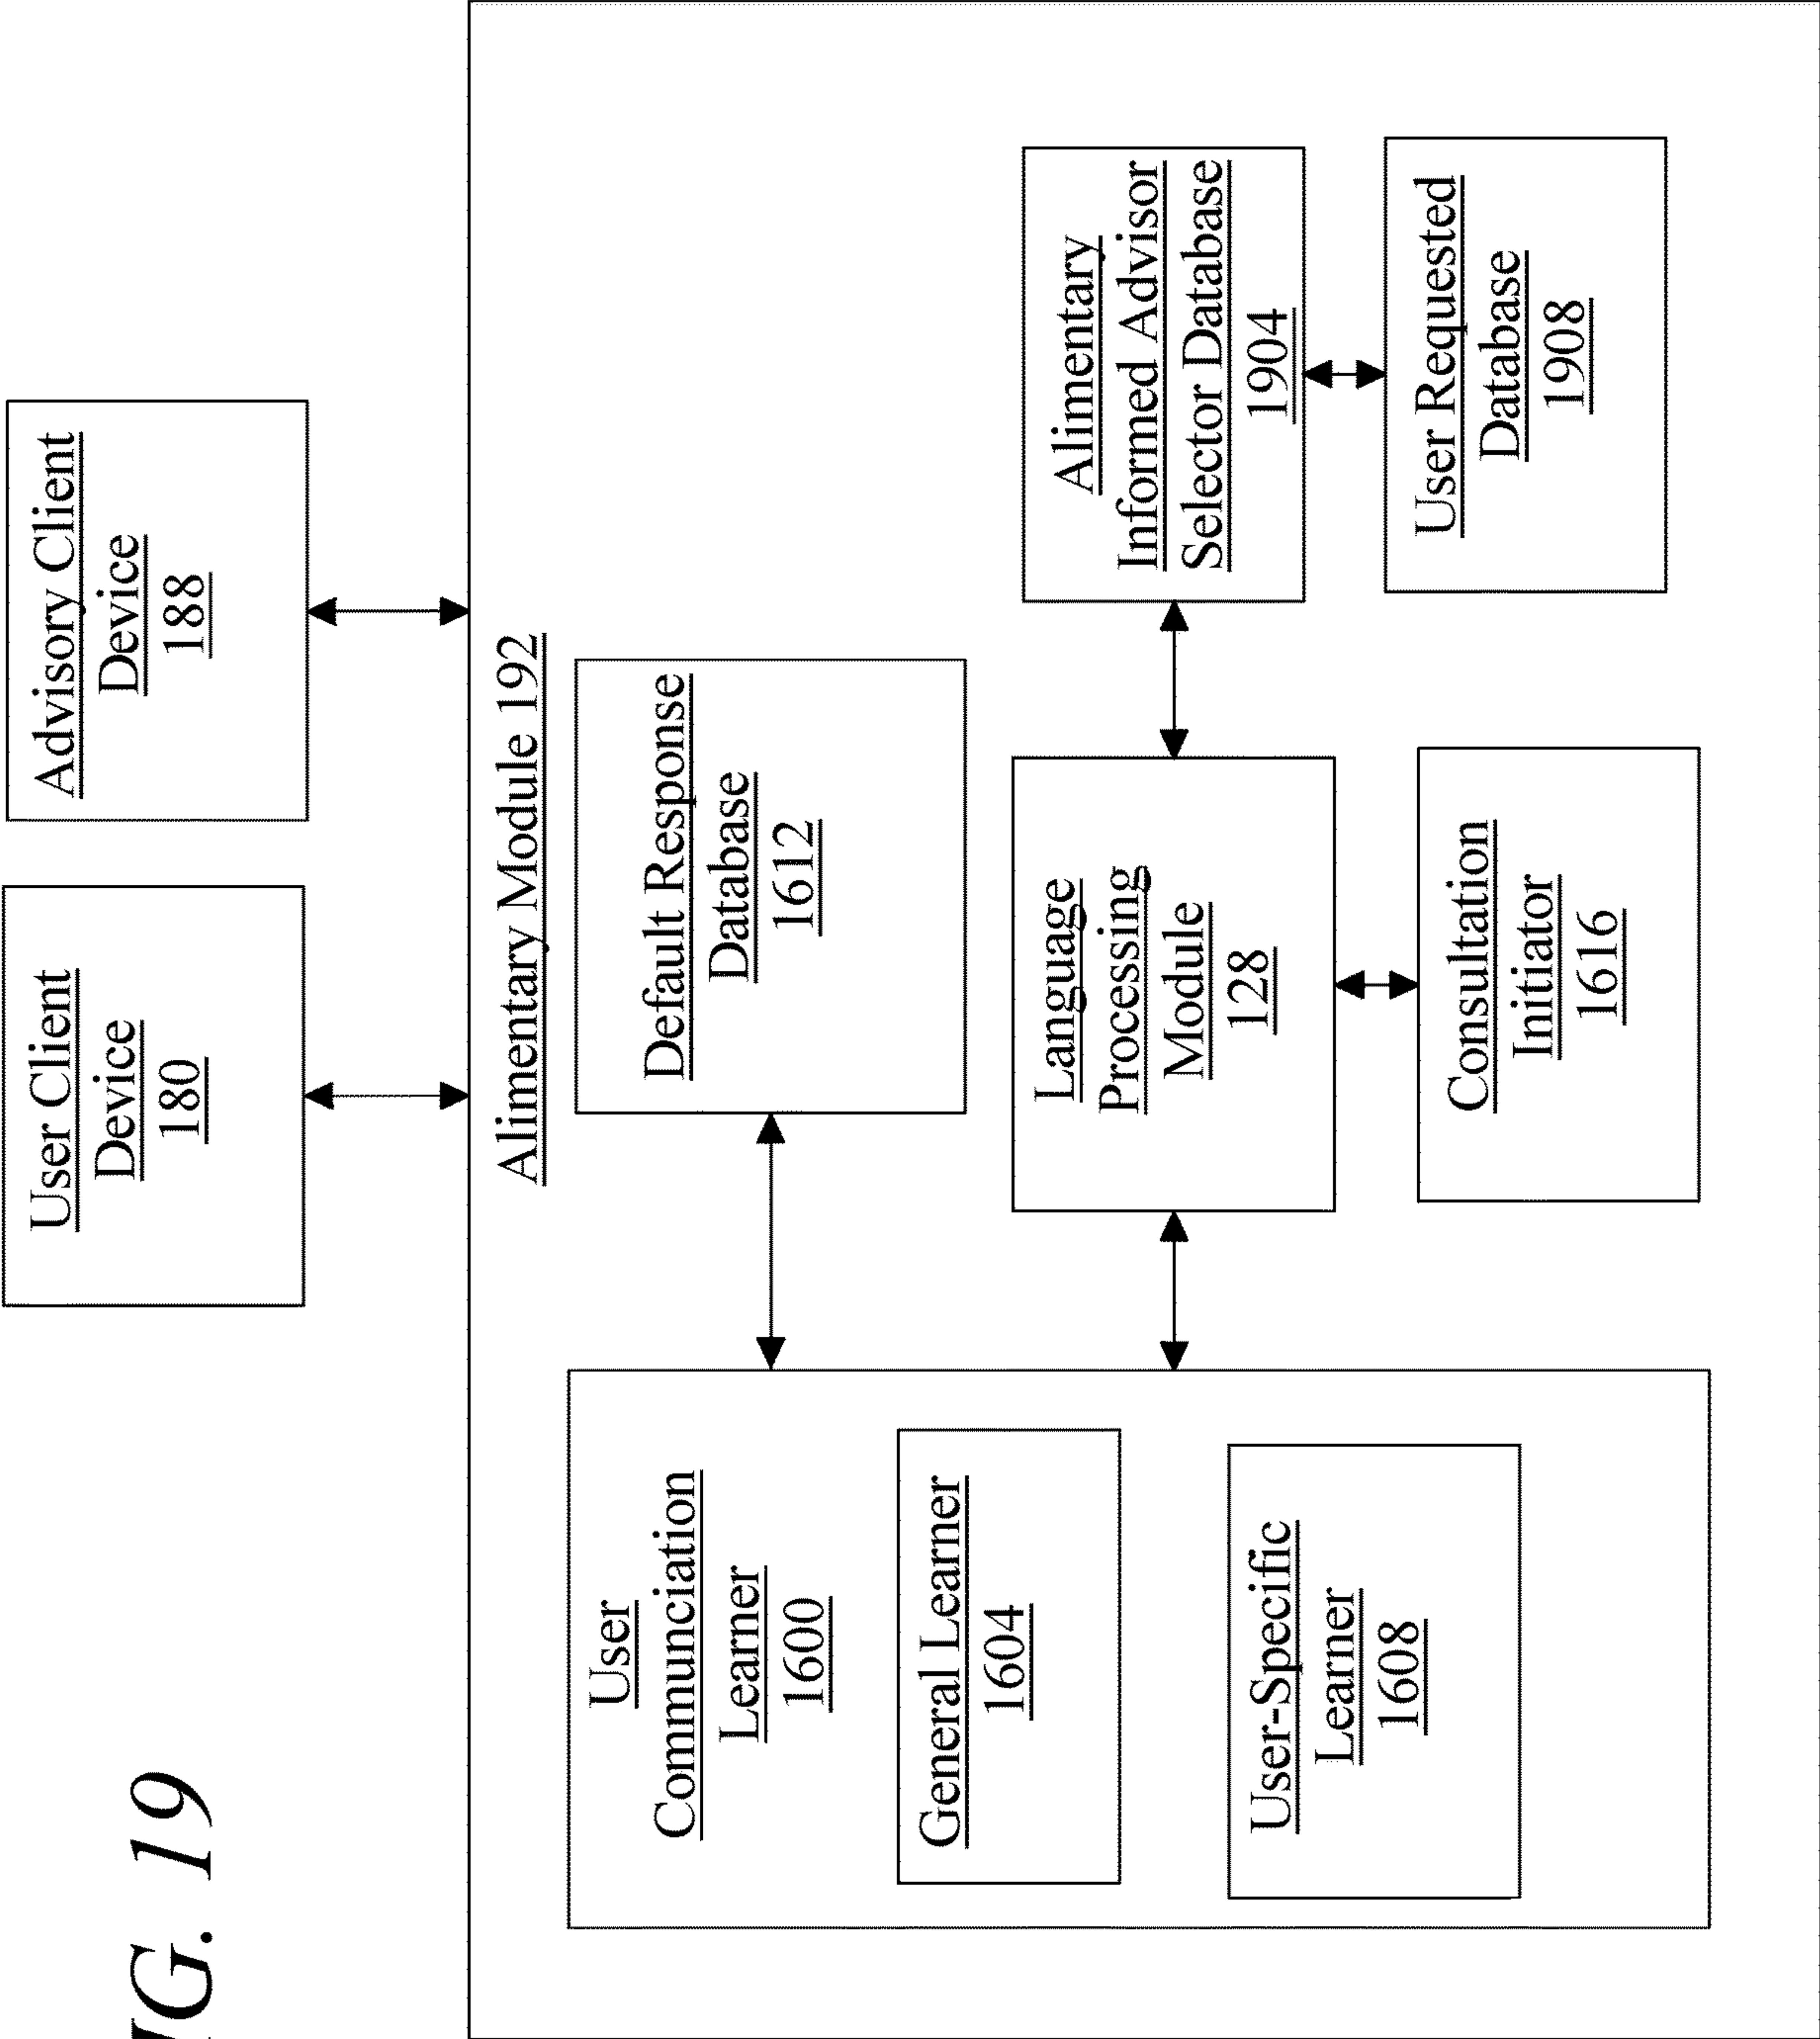 IG. 19
User Client
Device
180
Advisory Client
Device
188
Alimentary Module 192
User
Communciation
Learner
1600
General Learner
1604
User-Specific
Learner
1608
Default Response
Database
1612
Language
Processing
Module
128
Consultation
Initiator
1616
Alimentary
Informed Advisor
Selector Database
1904
User Requested
Database
1908